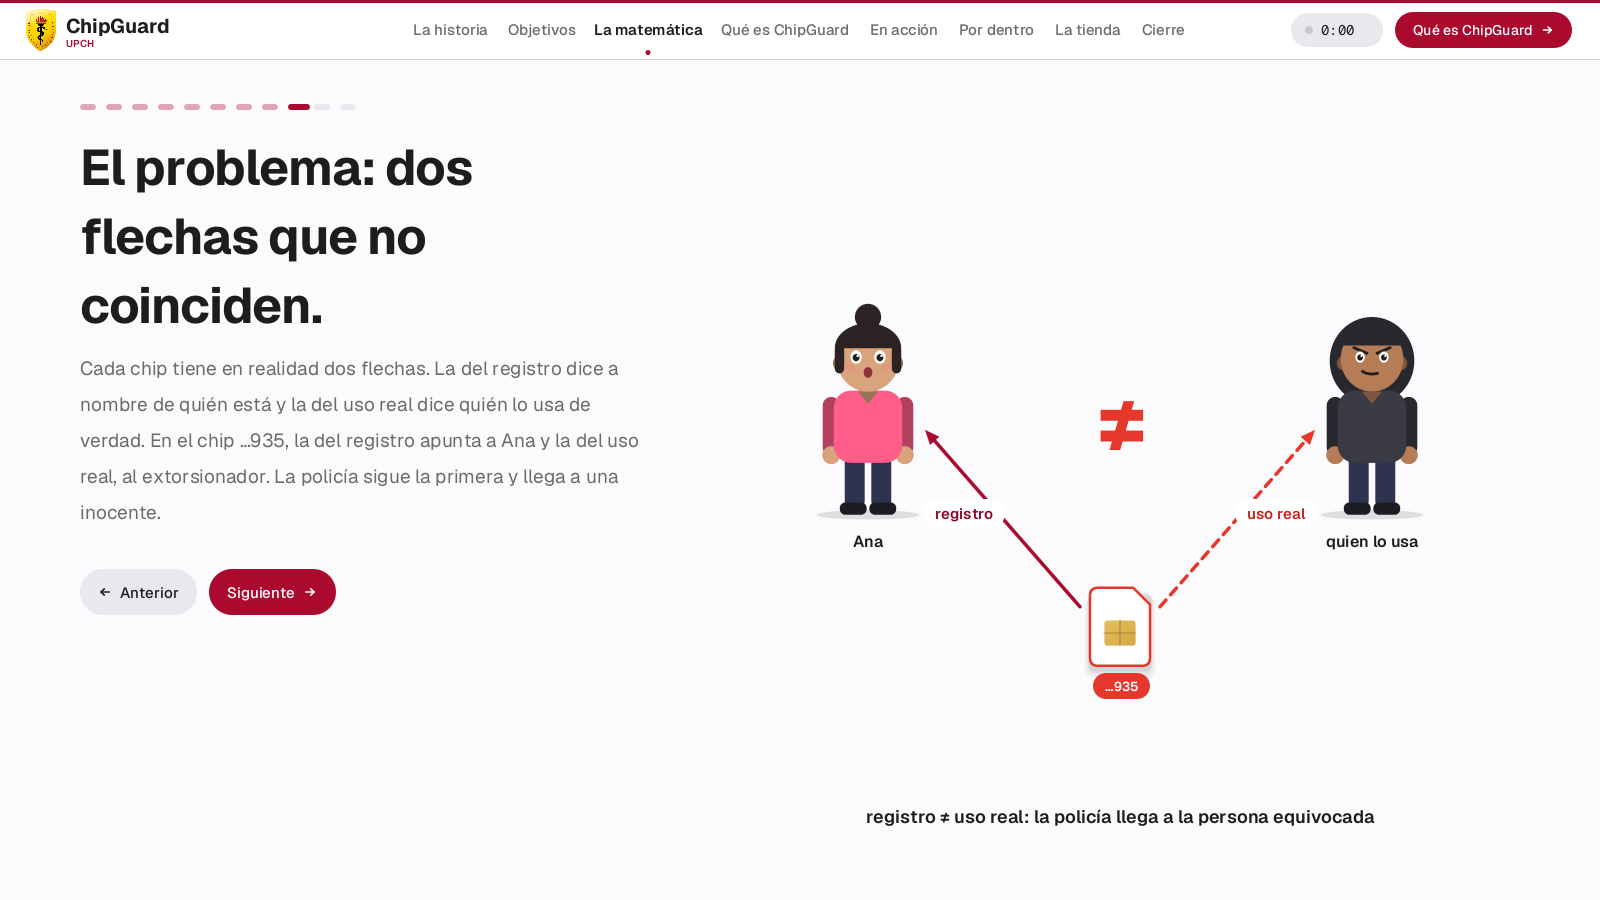 ChipGuard
UPCH
La historia
Objetivos
La matemática
Qué es ChipGuard
En acción
Por dentro
La tienda
Cierre
0:00
Qué es ChipGuard →
El problema: dos
flechas que no
coinciden.
Cada chip tiene en realidad dos flechas. La del registro dice a
nombre de quién está y la del uso real dice quién lo usa de
verdad. En el chip …935, la del registro apunta a Ana y la del uso
real, al extorsionador. La policía sigue la primera y llega a una
inocente.
← Anterior
Siguiente →
≠
registro
uso real
Ana
quien lo usa
…935
registro ≠ uso real: la policía llega a la persona equivocada